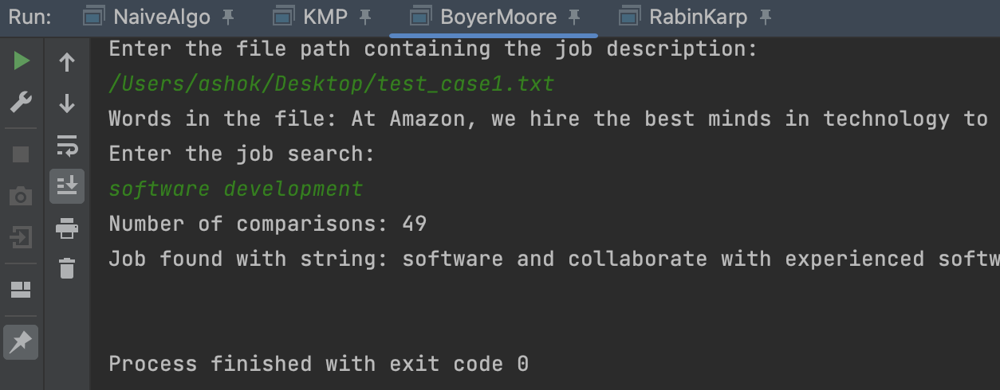 Run: NaiveAlgo KMP BoyerMoore RabinKarp
Enter the file path containing the job description:
/Users/ashok/Desktop/test_case1.txt
Words in the file: At Amazon, we hire the best minds in technology to
Enter the job search:
software development
Number of comparisons: 49
Job found with string: software and collaborate with experienced softw
Process finished with exit code 0